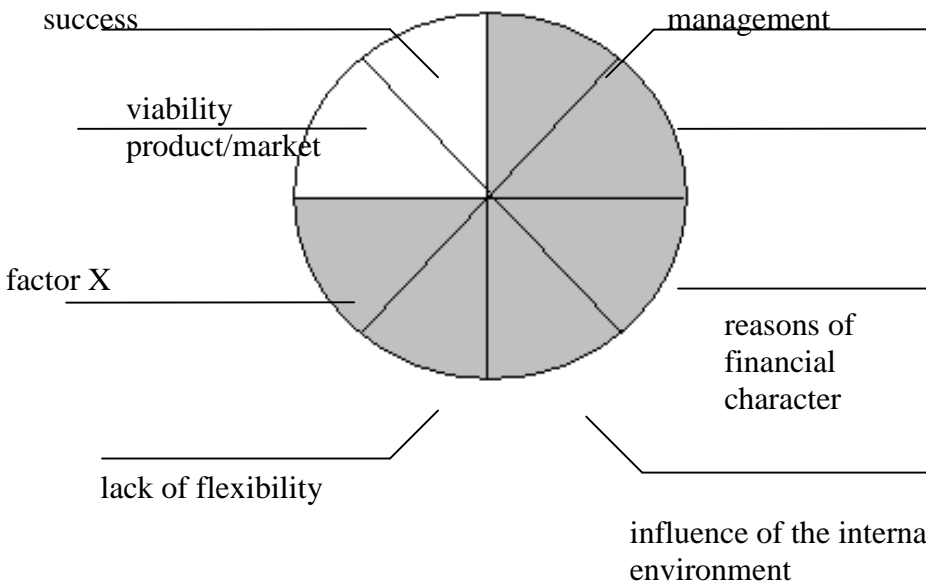 success
management
viability
product/market
factor X
reasons of
financial
character
lack of flexibility
influence of the interna
environment